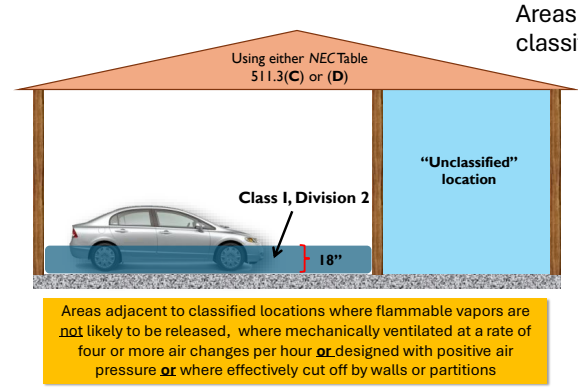 Areas
classi
Using either NEC Table
511.3(C) or (D)
"Unclassified"
location
Class I, Division 2
18"
Areas adjacent to classified locations where flammable vapors are
not likely to be released, where mechanically ventilated at a rate of
four or more air changes per hour or designed with positive air
pressure or where effectively cut off by walls or partitions